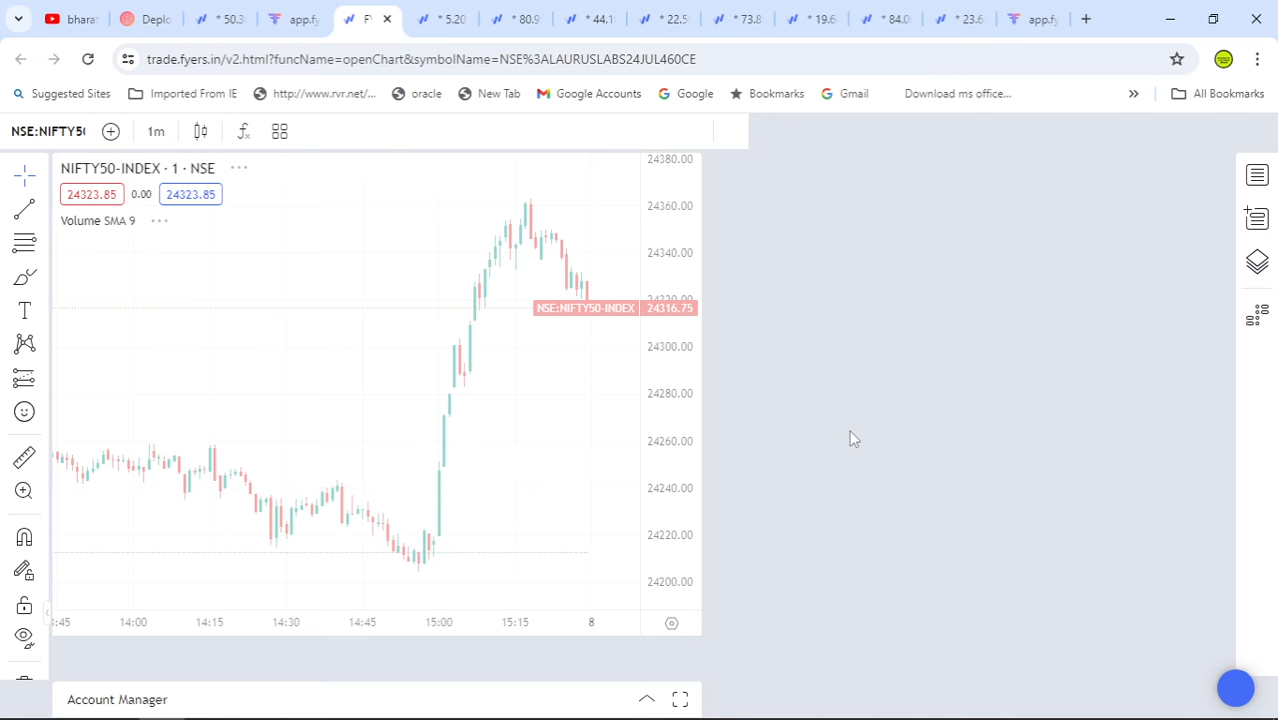 bhara
Deplo
* 50.3
app.fy
FY
* 5.20
* 80.9
* 44.1
* 22.5
* 73.8
* 19.6
* 84.0
* 23.6
app.fy
trade.fyers.in/v2.html?funcName=openChart&symbolName=NSE%3ALAURUSLABS24JUL460CE
Suggested Sites
Imported From IE
http://www.rvr.net/...
oracle
New Tab
Google Accounts
Google
Bookmarks
Gmail
Download ms office...
»
All Bookmarks
NSE:NIFTY5
1m
NIFTY50-INDEX · 1 · NSE
24323.85
0.00
24323.85
Volume SMA 9
24380.00
24360.00
24340.00
24320.00
NSE:NIFTY50-INDEX
24316.75
24300.00
24280.00
24260.00
24240.00
24220.00
24200.00
:45
14:00
14:15
14:30
14:45
15:00
15:15
8
Account Manager